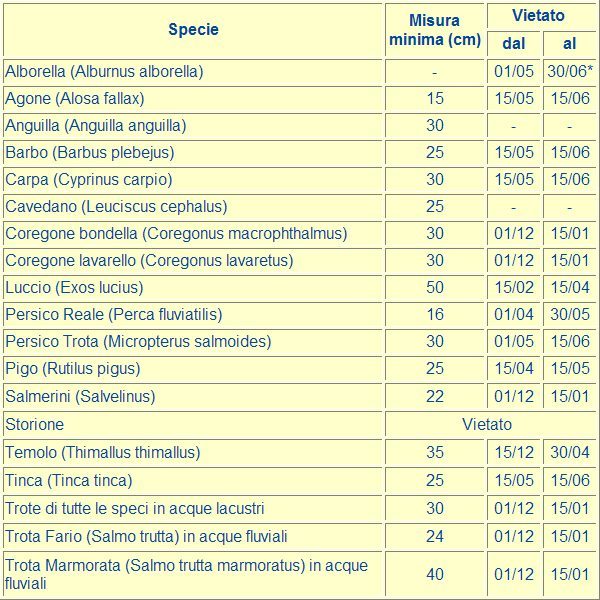 Specie Misura minima (cm) Vietato
dal al
Alborella (Alburnus alborella) - 01/05 30/06*
Agone (Alosa fallax) 15 15/05 15/06
Anguilla (Anguilla anguilla) 30 - -
Barbo (Barbus plebejus) 25 15/05 15/06
Carpa (Cyprinus carpio) 30 15/05 15/06
Cavedano (Leuciscus cephalus) 25 - -
Coregone bondella (Coregonus macrophthalmus) 30 01/12 15/01
Coregone lavarello (Coregonus lavaretus) 30 01/12 15/01
Luccio (Exos lucius) 50 15/02 15/04
Persico Reale (Perca fluviatilis) 16 01/04 30/05
Persico Trota (Micropterus salmoides) 30 01/05 15/06
Pigo (Rutilus pigus) 25 15/04 15/05
Salmerini (Salvelinus) 22 01/12 15/01
Storione Vietato
Temolo (Thimallus thimallus) 35 15/12 30/04
Tinca (Tinca tinca) 25 15/05 15/06
Trote di tutte le speci in acque lacustri 30 01/12 15/01
Trota Fario (Salmo trutta) in acque fluviali 24 01/12 15/01
Trota Marmorata (Salmo trutta marmoratus) in acque
fluviali 40 01/12 15/01